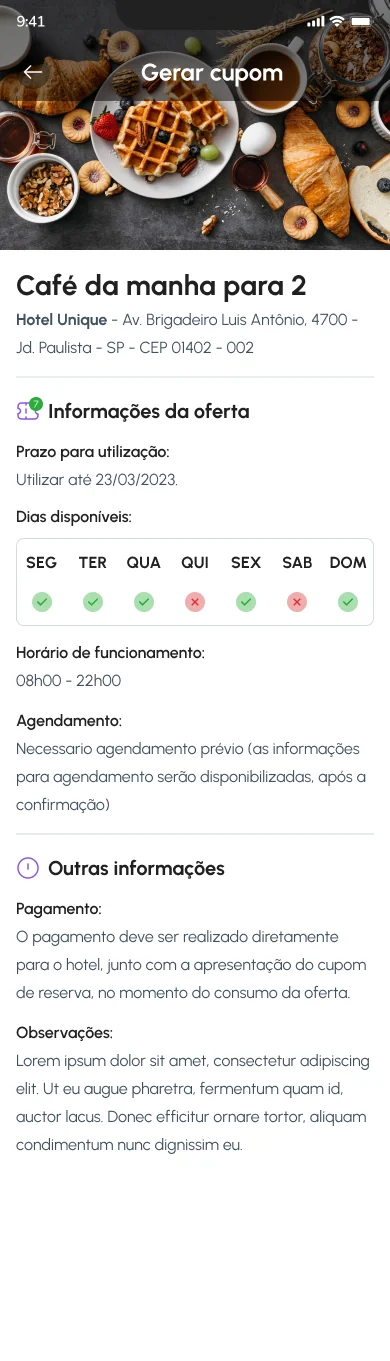 9:41
Gerar cupom
Café da manha para 2
Hotel Unique - Av. Brigadeiro Luis Antônio, 4700 -
Jd. Paulista - SP - CEP 01402 - 002
7
Informações da oferta
Prazo para utilização:
Utilizar até 23/03/2023.
Dias disponíveis:
SEG TER QUA QUI SEX SAB DOM
Horário de funcionamento:
08h00 - 22h00
Agendamento:
Necessario agendamento prévio (as informações
para agendamento serão disponibilizadas, após a
confirmação)
Outras informações
Pagamento:
O pagamento deve ser realizado diretamente
para o hotel, junto com a apresentação do cupom
de reserva, no momento do consumo da oferta.
Observações:
Lorem ipsum dolor sit amet, consectetur adipiscing
elit. Ut eu augue pharetra, fermentum quam id,
auctor lacus. Donec efficitur ornare tortor, aliquam
condimentum nunc dignissim eu.